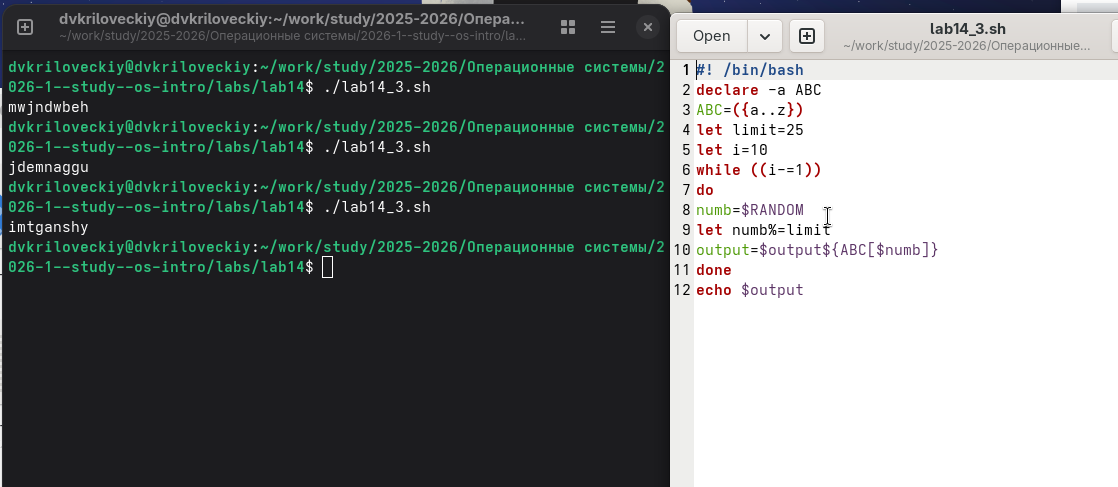 dvkriloveckiy@dvkriloveckiy:~/work/study/2025-2026/Опера...
~/work/study/2025-2026/Операционные системы/2026-1--study--os-intro/la...
dvkriloveckiy@dvkriloveckiy:~/work/study/2025-2026/Операционные системы/2
026-1--study--os-intro/labs/lab14$ ./lab14_3.sh
mwjndwbeh
dvkriloveckiy@dvkriloveckiy:~/work/study/2025-2026/Операционные системы/2
026-1--study--os-intro/labs/lab14$ ./lab14_3.sh
jdemnaggu
dvkriloveckiy@dvkriloveckiy:~/work/study/2025-2026/Операционные системы/2
026-1--study--os-intro/labs/lab14$ ./lab14_3.sh
imtganshy
dvkriloveckiy@dvkriloveckiy:~/work/study/2025-2026/Операционные системы/2
026-1--study--os-intro/labs/lab14$
Open
lab14_3.sh
~/work/study/2025-2026/Операционные...
1 #! /bin/bash
2 declare -a ABC
3 ABC=({a..z})
4 let limit=25
5 let i=10
6 while ((i-=1))
7 do
8 numb=$RANDOM
9 let numb%=limit
10 output=$output${ABC[$numb]}
11 done
12 echo $output